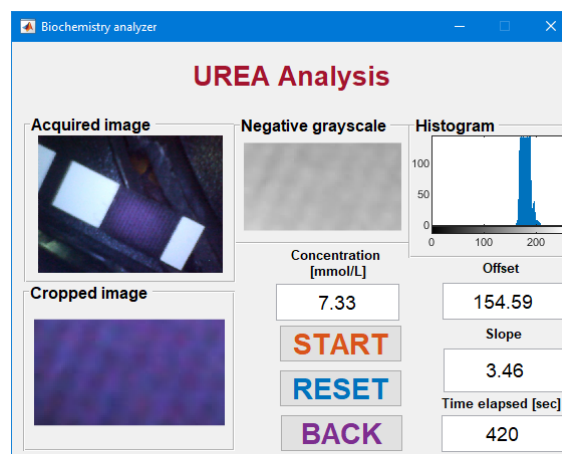 Biochemistry analyzer
UREA Analysis
Acquired image
Negative grayscale
Histogram
100
50
0
0 100 200
Concentration
[mmol/L]
7.33
Offset
154.59
Cropped image
START
Slope
3.46
RESET
Time elapsed [sec]
BACK
420